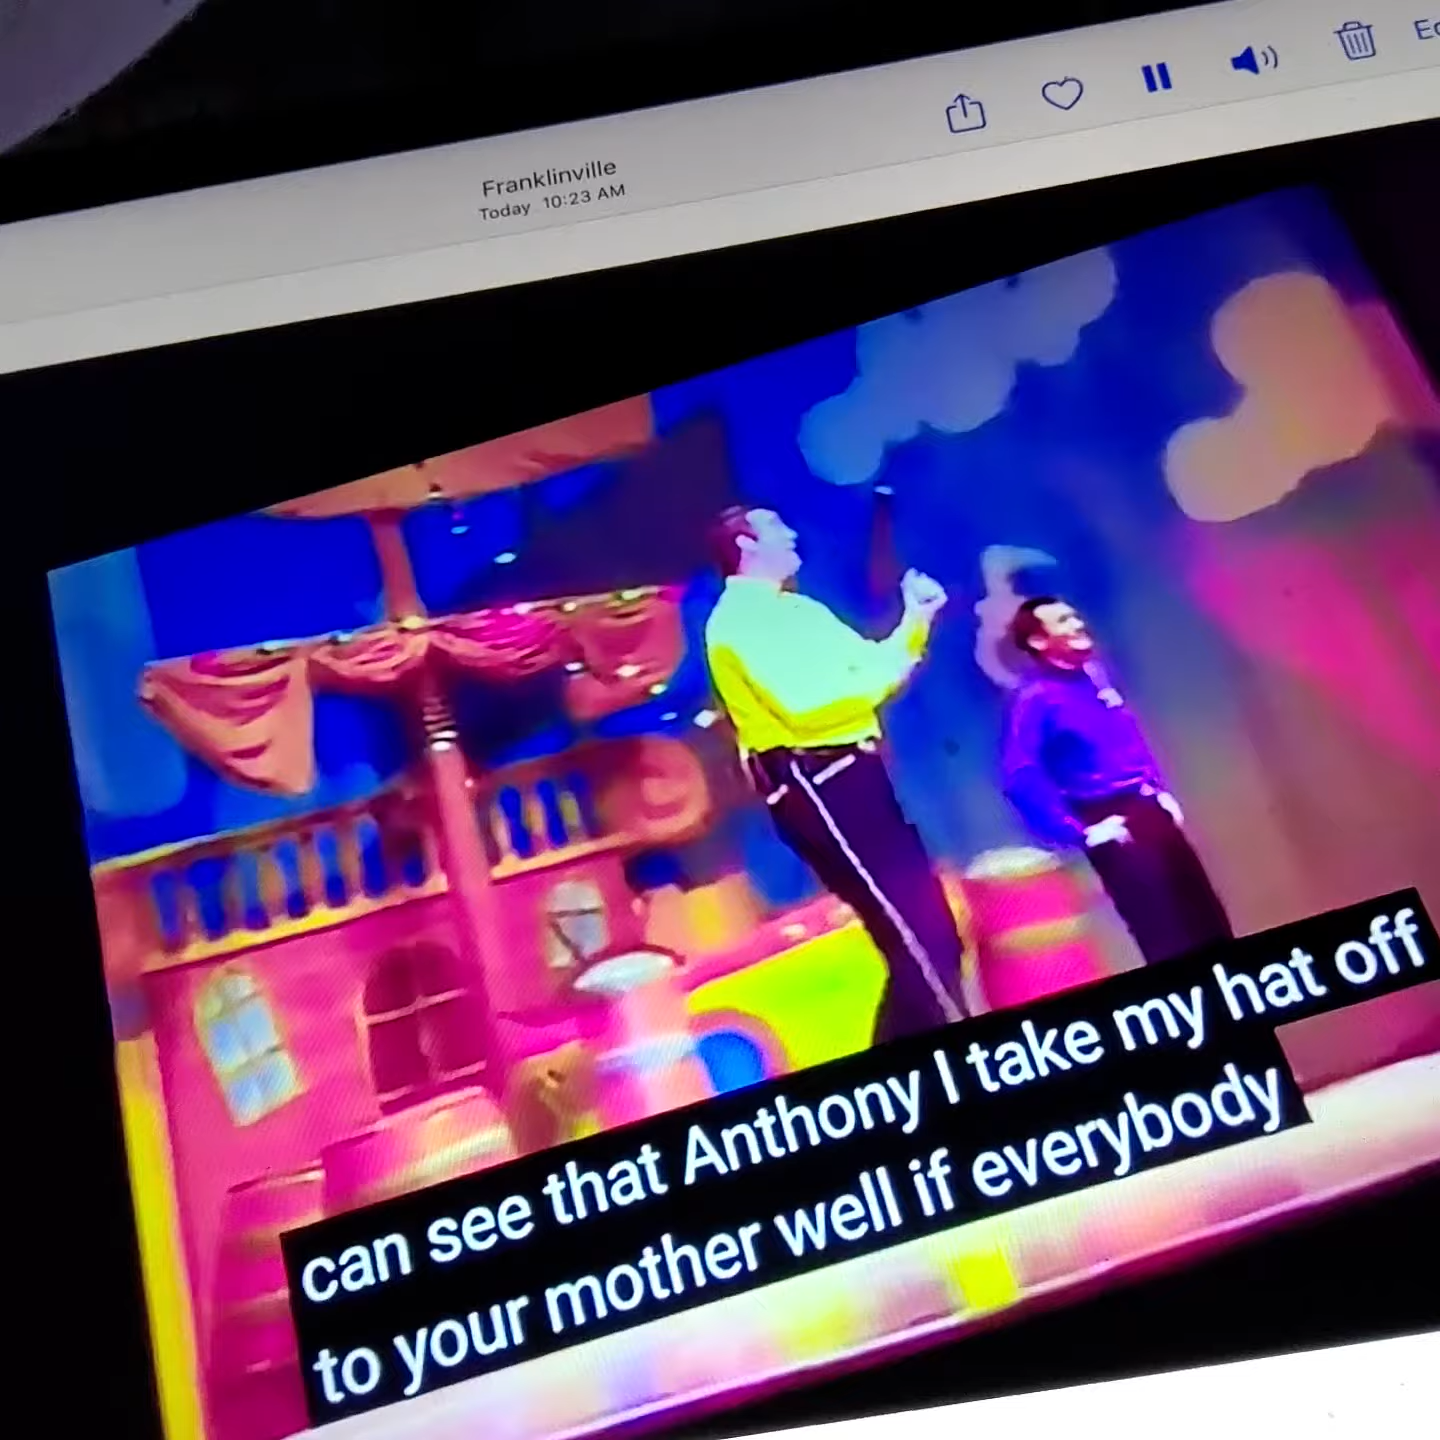 Ed
Franklinville
Today 10:23 AM
can see that Anthony I take my hat off
to your mother well if everybody